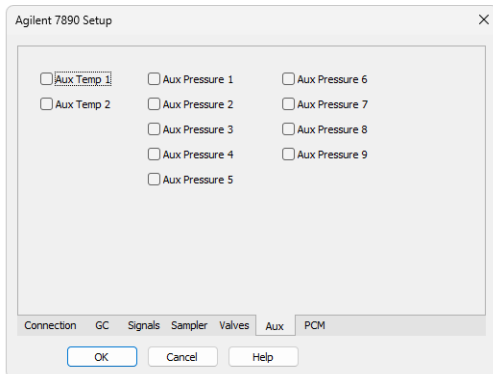 Agilent 7890 Setup
Aux Temp 1 Aux Pressure 1 Aux Pressure 6
Aux Temp 2 Aux Pressure 2 Aux Pressure 7
Aux Pressure 3 Aux Pressure 8
Aux Pressure 4 Aux Pressure 9
Aux Pressure 5
Connection GC Signals Sampler Valves Aux PCM
OK Cancel Help